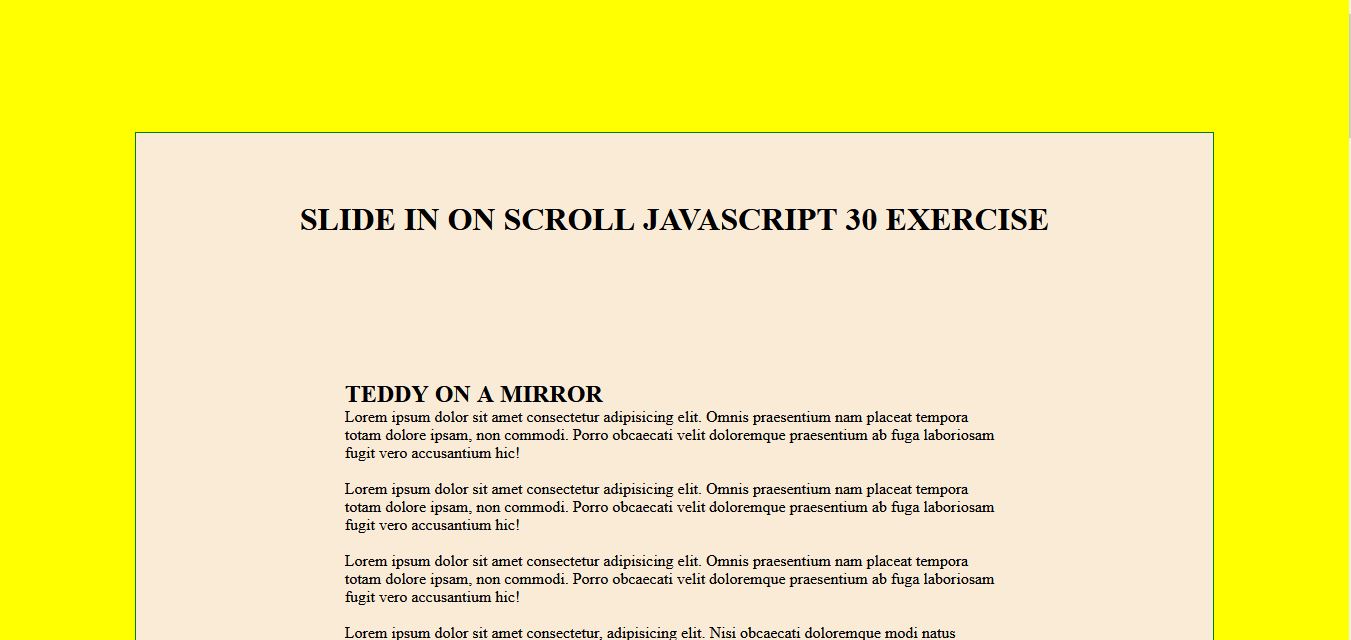 SLIDE IN ON SCROLL JAVASCRIPT 30 EXERCISE
TEDDY ON A MIRROR
Lorem ipsum dolor sit amet consectetur adipisicing elit. Omnis praesentium nam placeat tempora
totam dolore ipsam, non commodi. Porro obcaecati velit doloremque praesentium ab fuga laboriosam
fugit vero accusantium hic!
Lorem ipsum dolor sit amet consectetur adipisicing elit. Omnis praesentium nam placeat tempora
totam dolore ipsam, non commodi. Porro obcaecati velit doloremque praesentium ab fuga laboriosam
fugit vero accusantium hic!
Lorem ipsum dolor sit amet consectetur adipisicing elit. Omnis praesentium nam placeat tempora
totam dolore ipsam, non commodi. Porro obcaecati velit doloremque praesentium ab fuga laboriosam
fugit vero accusantium hic!
Lorem ipsum dolor sit amet consectetur, adipisicing elit. Nisi obcaecati doloremque modi natus